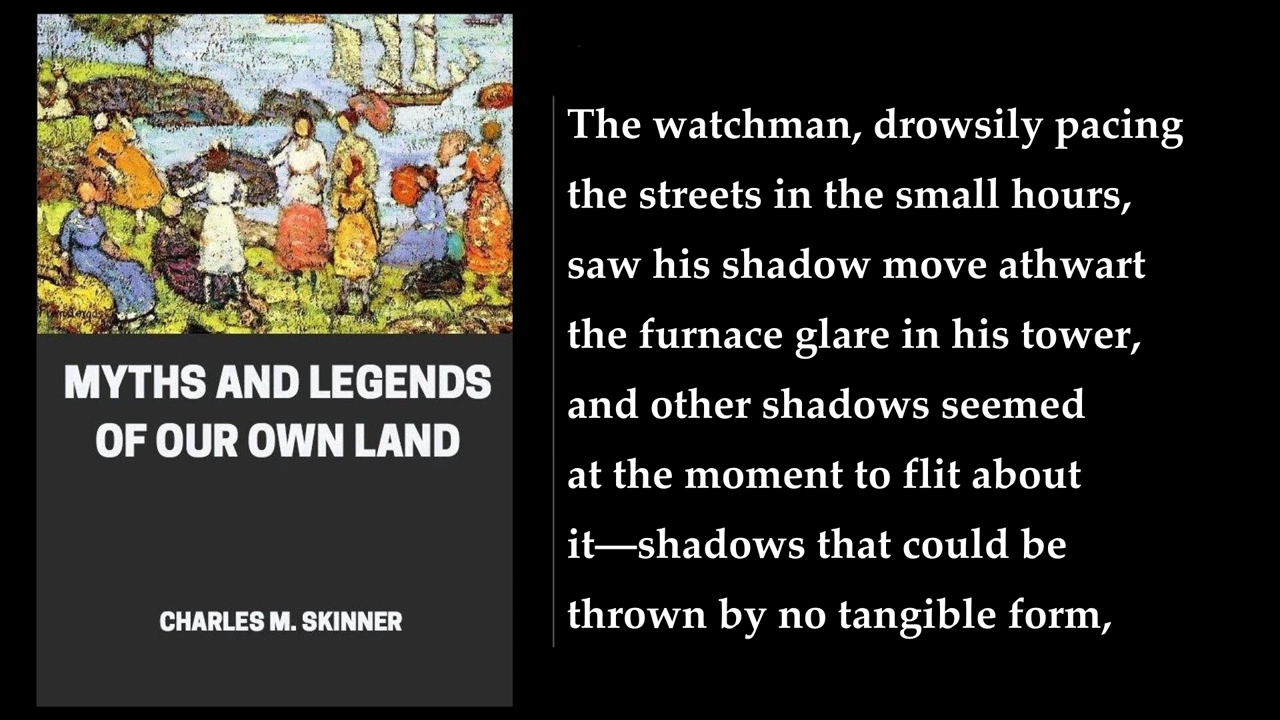 MYTHS AND LEGENDS
OF OUR OWN LAND
CHARLES M. SKINNER
The watchman, drowsily pacing
the streets in the small hours,
saw his shadow move athwart
the furnace glare in his tower,
and other shadows seemed
at the moment to flit about
it—shadows that could be
thrown by no tangible form,